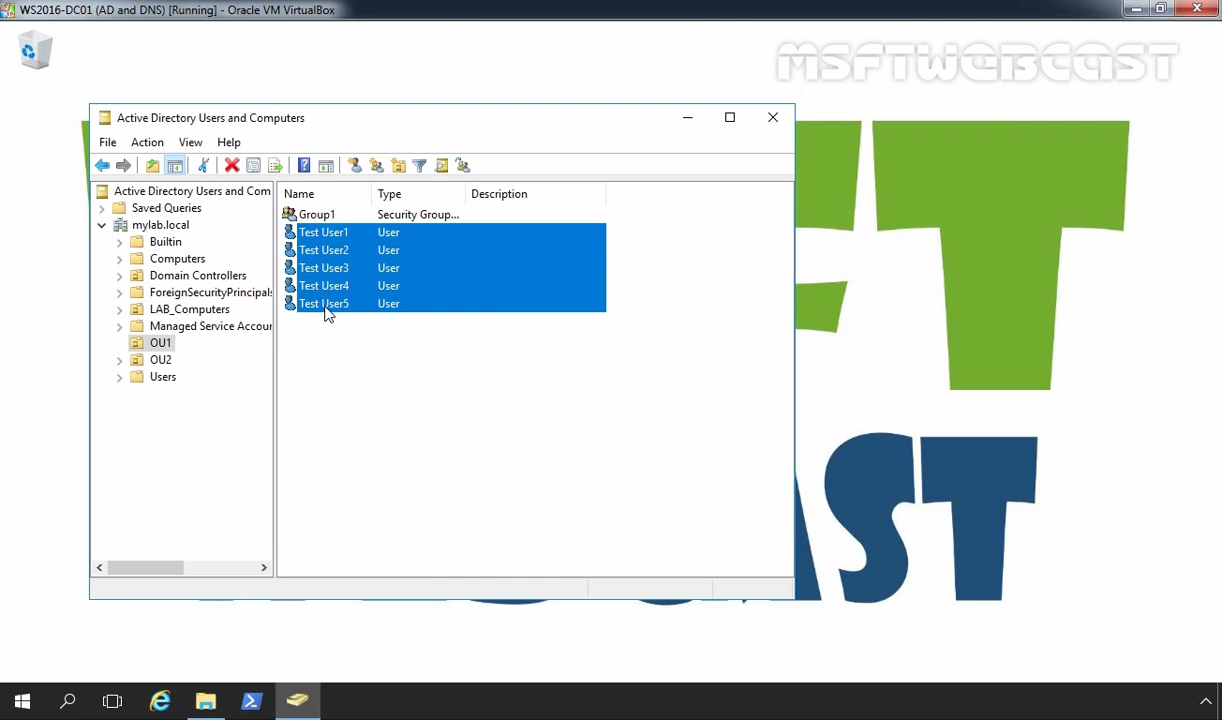 WS2016-DC01 (AD and DNS) [Running] - Oracle VM VirtualBox
MSFTWEBCAST
Active Directory Users and Computers
File Action View Help
Active Directory Users and Com
Saved Queries
mylab.local
Builtin
Computers
Domain Controllers
ForeignSecurityPrincipals
LAB_Computers
Managed Service Accour
OU1
OU2
Users
Name Type Description
Group1 Security Group...
Test User1 User
Test User2 User
Test User3 User
Test User4 User
Test User5 User
FT
AST